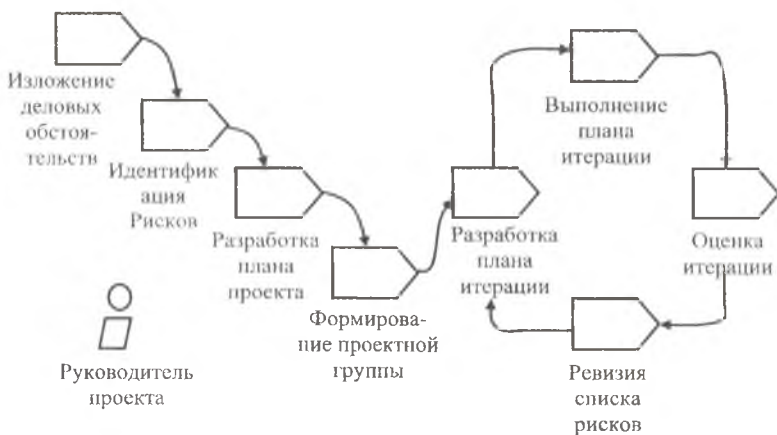 Изложение
деловых
обстоя-
тельств
Идентифик
ация
Рисков
Разработка
плана
проекта
Формирова-
ние проектной
группы
Разработка
плана
итерации
Выполнение
плана
итерации
Оценка
итерации
Ревизия
списка
рисков
Руководитель
проекта